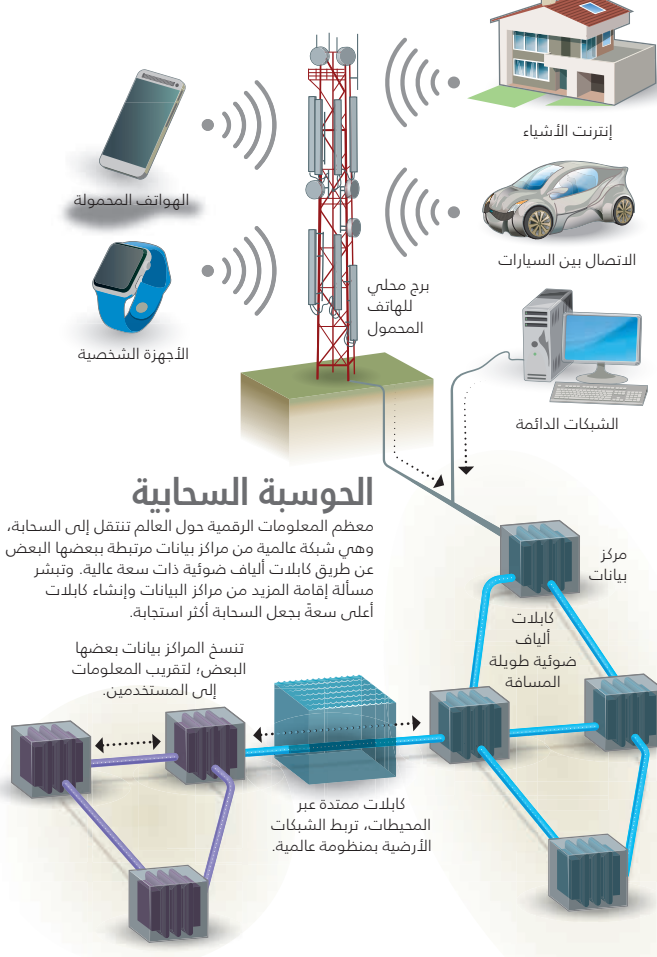 إنترنت الأشياء
الهواتف المحمولة
الاتصال بين السيارات
برج محلي
للهاتف
المحمول
الأجهزة الشخصية
الشبكات الدائمة
الحوسبة السحابية
معظم المعلومات الرقمية حول العالم تنتقل إلى السحابة،
وهي شبكة عالمية من مراكز بيانات مرتبطة ببعضها البعض
عن طريق كابلات ألياف ضوئية ذات سعة عالية. وتبشر
مسألة إقامة المزيد من مراكز البيانات وإنشاء كابلات
أعلى سعةً بجعل السحابة أكثر استجابة.
مركز
بيانات
كابلات
ألياف
ضوئية طويلة
المسافة
تنسخ المراكز بيانات بعضها
البعض؛ لتقريب المعلومات
إلى المستخدمين.
كابلات ممتدة عبر
المحيطات، تربط الشبكات
الأرضية بمنظومة عالمية.